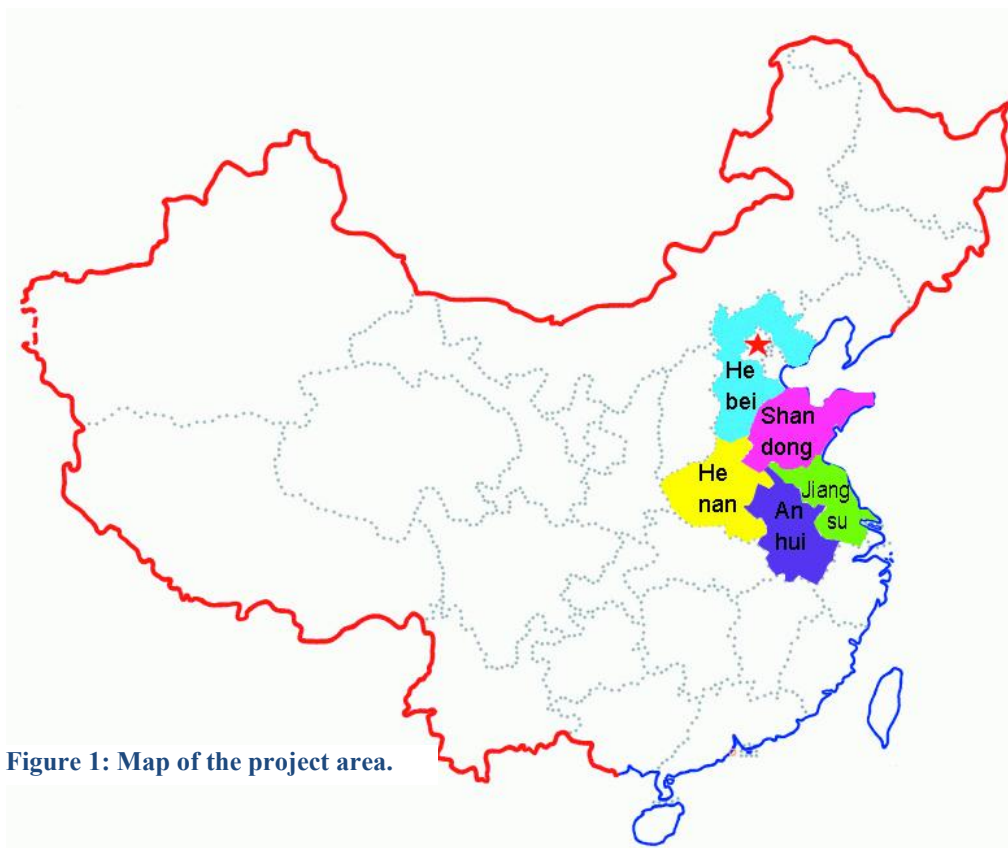 He
bei
Shan
dong
He
nan
Jiang
su
An
hui
Figure 1: Map of the project area.